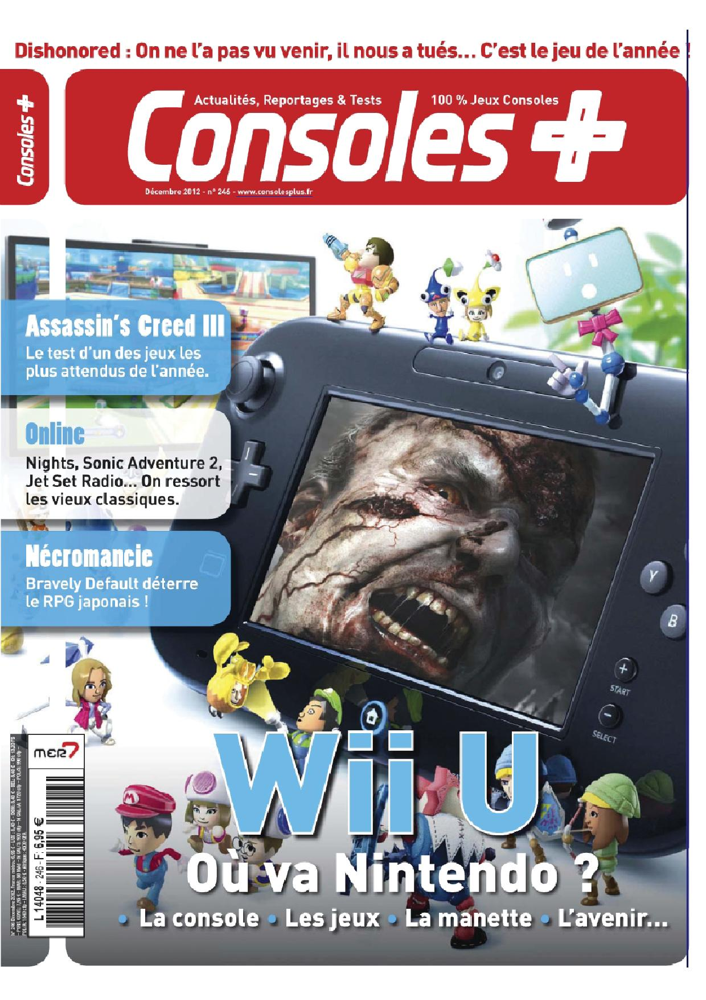 Dishonored : On ne l'a pas vu venir, il nous a tués... C'est le jeu de l'année !
Consoles+
Actualités, Reportages & Tests
100 % Jeux Consoles
Consoles+
Décembre 2012 - n° 246 - www.consolesplus.fr
Assassin's Creed III
Le test d'un des jeux les
plus attendus de l'année.
Online
Nights, Sonic Adventure 2,
Jet Set Radio... On ressort
les vieux classiques.
Nécromancie
Bravely Default déterre
le RPG japonais !
Y
B
+
START
-
SELECT
MER7
L 14048 - 246 - F: 6,95 €
M
Wii U
Où va Nintendo ?
• La console • Les jeux • La manette • L'avenir...